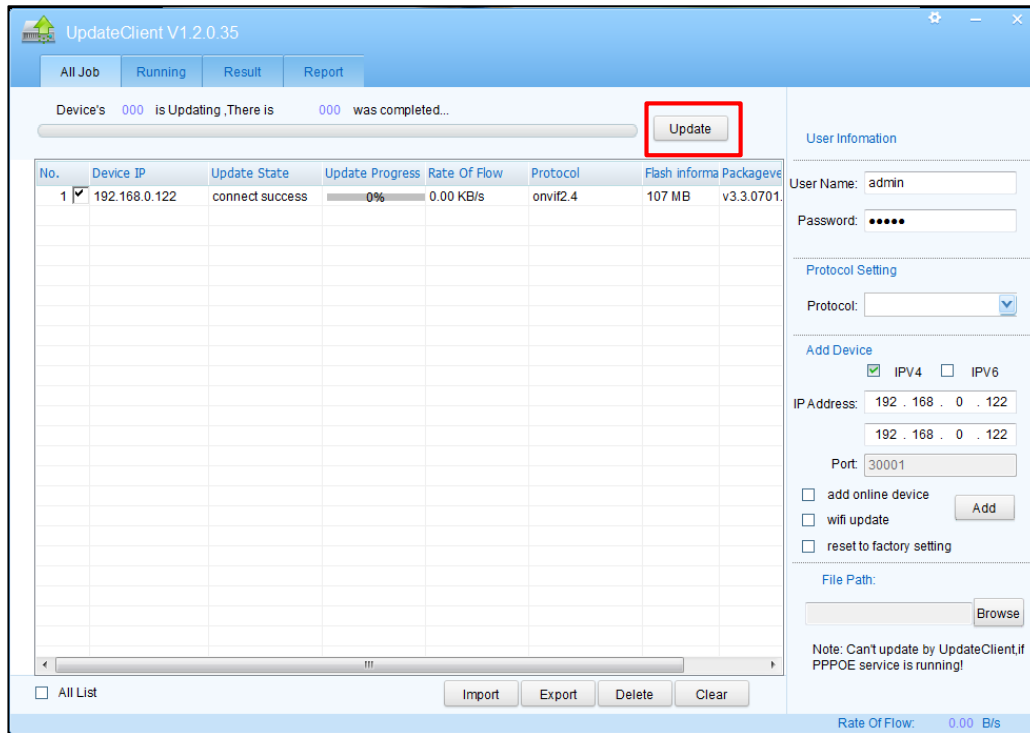 UpdateClient V1.2.0.35
All Job Running Result Report
Device's 000 is Updating ,There is 000 was completed...
Update
No. Device IP Update State Update Progress Rate Of Flow Protocol Flash informa Packageve
1 192.168.0.122 connect success 0% 0.00 KB/s onvif2.4 107 MB v3.3.0701.
All List
Import Export Delete Clear
User Infomation
User Name: admin
Password: ●●●●●
Protocol Setting
Protocol:
Add Device
IPV4 IPV6
IP Address: 192 . 168 . 0 . 122
192 . 168 . 0 . 122
Port: 30001
add online device
Add
wifi update
reset to factory setting
File Path:
Browse
Note: Can't update by UpdateClient,if
PPPOE service is running!
Rate Of Flow: 0.00 B/s